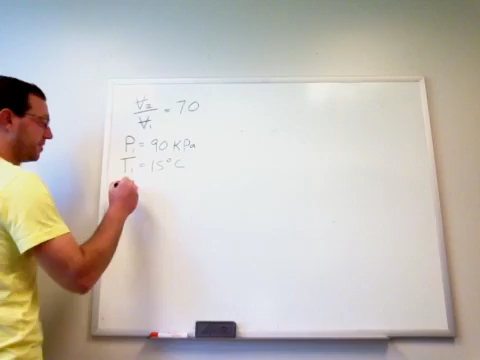 V₂/V₁ = 70
P₁ = 90 KPa
T₁ = 15°C